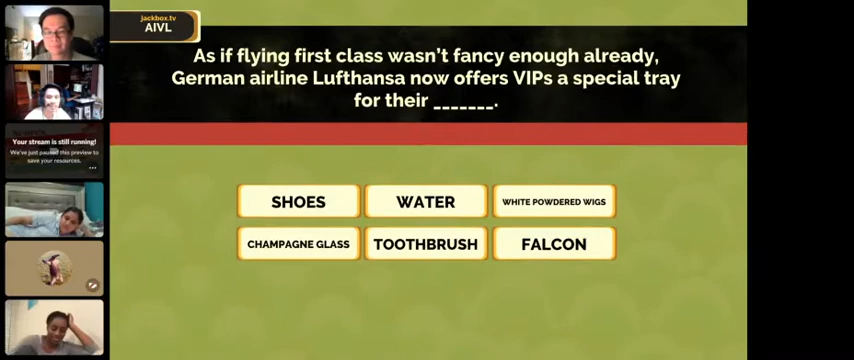 jackbox.tv
AIVL
As if flying first class wasn't fancy enough already,
German airline Lufthansa now offers VIPs a special tray
for their _______.
Your stream is still running!
We've just paused this preview to
save your resources.
SHOES
WATER
WHITE POWDERED WIGS
CHAMPAGNE GLASS
TOOTHBRUSH
FALCON